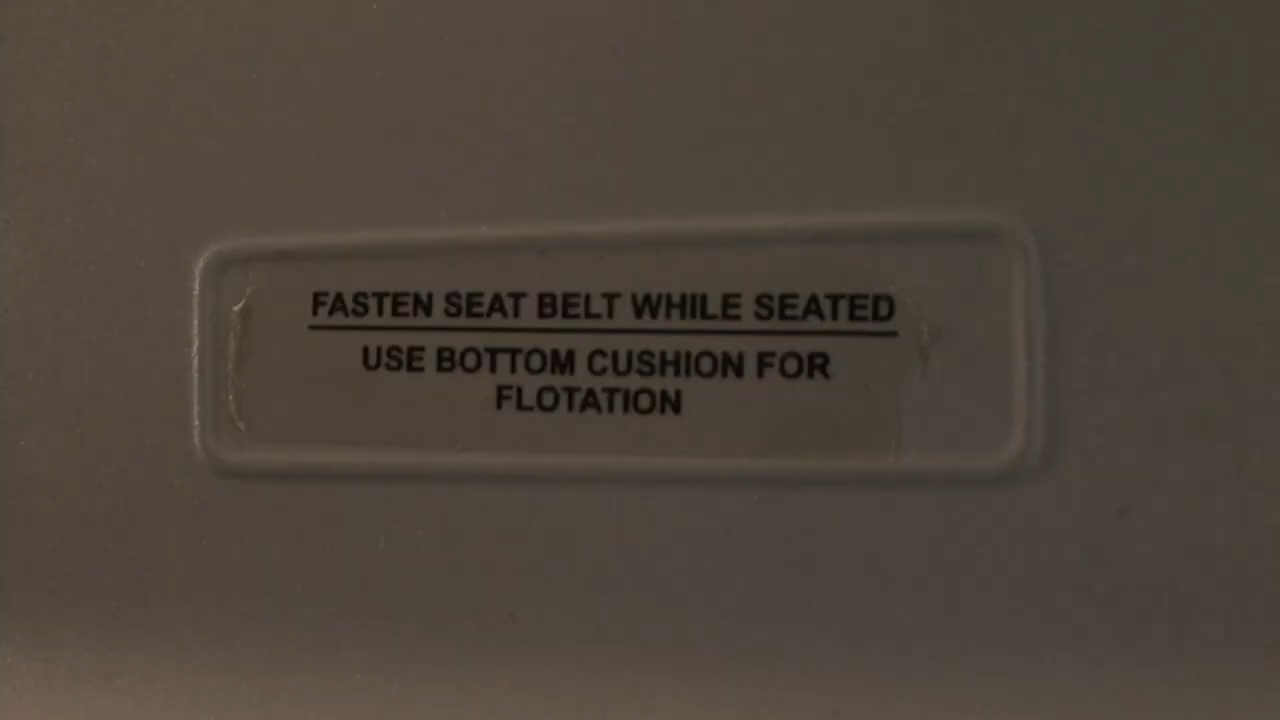 FASTEN SEAT BELT WHILE SEATED
USE BOTTOM CUSHION FOR
FLOTATION